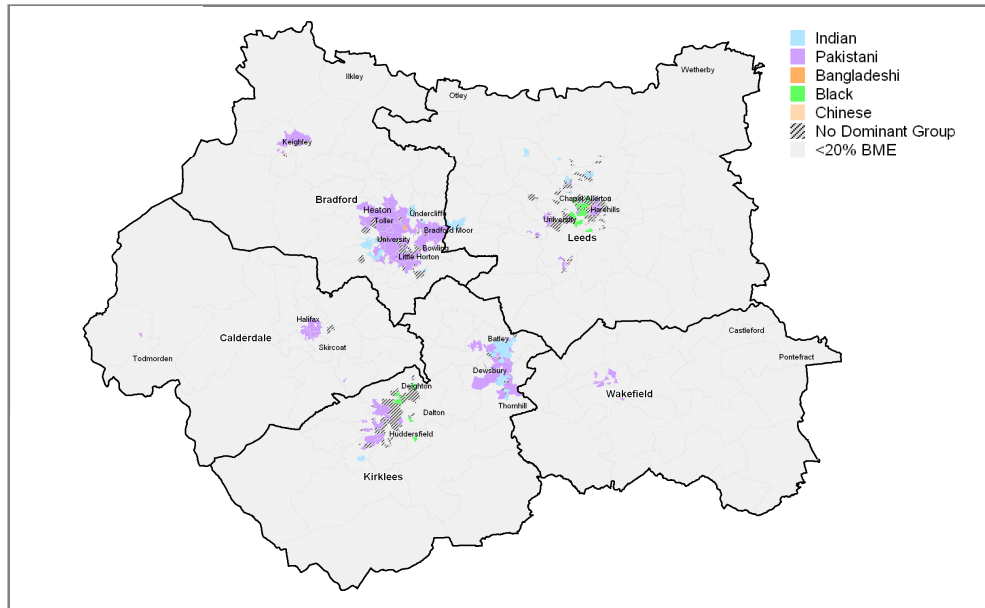 Indian
Pakistani
Bangladeshi
Black
Chinese
No Dominant Group
<20% BME
Ilkley
Wetherby
Otley
Keighley
Bradford
Heaton
Toller
Undercliffe
University
Bradford Moor
Bowling
Little Horton
Chapel Allerton
Harehills
University
Leeds
Halifax
Calderdale
Skircoat
Todmorden
Batley
Dewsbury
Thornhill
Deighton
Dalton
Huddersfield
Kirklees
Castleford
Pontefract
Wakefield